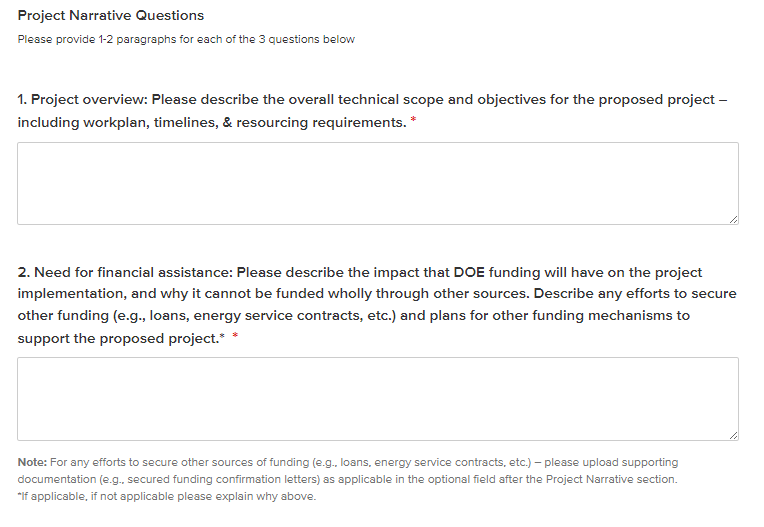 Project Narrative Questions
Please provide 1-2 paragraphs for each of the 3 questions below
1. Project overview: Please describe the overall technical scope and objectives for the proposed project –
including workplan, timelines, & resourcing requirements. *
2. Need for financial assistance: Please describe the impact that DOE funding will have on the project
implementation, and why it cannot be funded wholly through other sources. Describe any efforts to secure
other funding (e.g., loans, energy service contracts, etc.) and plans for other funding mechanisms to
support the proposed project.* *
Note: For any efforts to secure other sources of funding (e.g., loans, energy service contracts, etc.) – please upload supporting
documentation (e.g., secured funding confirmation letters) as applicable in the optional field after the Project Narrative section.
*If applicable, if not applicable please explain why above.